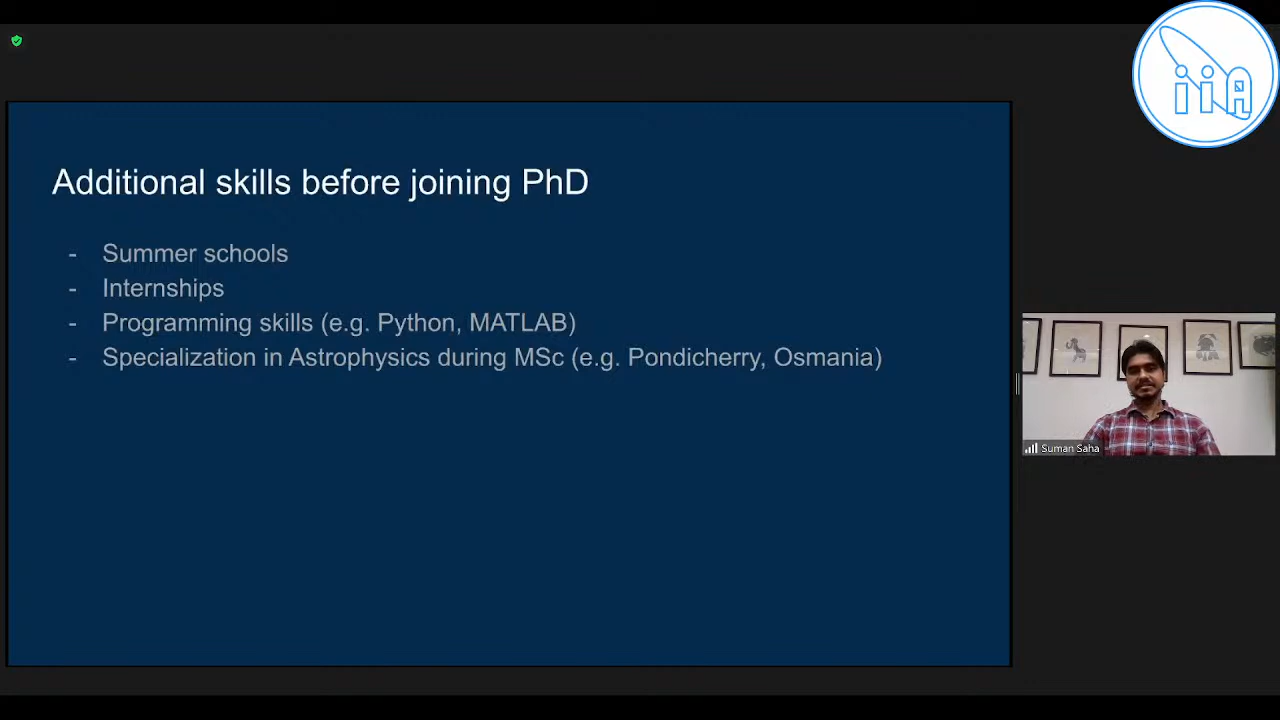 iiA
Additional skills before joining PhD
- Summer schools
- Internships
- Programming skills (e.g. Python, MATLAB)
- Specialization in Astrophysics during MSc (e.g. Pondicherry, Osmania)
Suman Saha